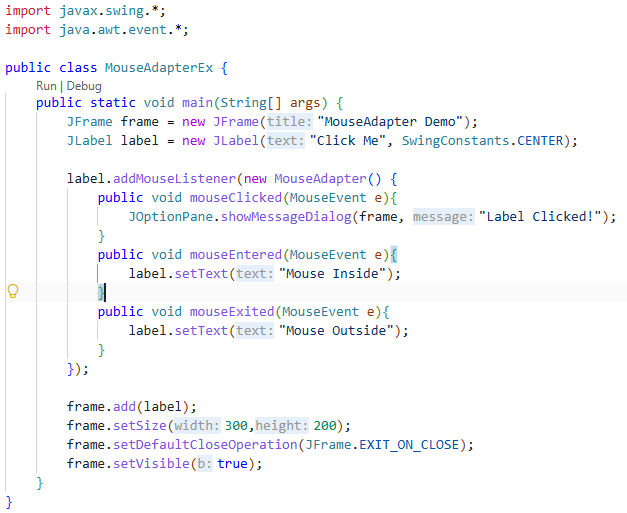 import javax.swing.*;
import java.awt.event.*;

public class MouseAdapterEx {
    Run | Debug
    public static void main(String[] args) {
        JFrame frame = new JFrame(title: "MouseAdapter Demo");
        JLabel label = new JLabel(text: "Click Me", SwingConstants.CENTER);

        label.addMouseListener(new MouseAdapter() {
            public void mouseClicked(MouseEvent e){
                JOptionPane.showMessageDialog(frame, message: "Label Clicked!");
            }
            public void mouseEntered(MouseEvent e){
                label.setText(text: "Mouse Inside");
            }
            public void mouseExited(MouseEvent e){
                label.setText(text: "Mouse Outside");
            }
        });

        frame.add(label);
        frame.setSize(width: 300,height: 200);
        frame.setDefaultCloseOperation(JFrame.EXIT_ON_CLOSE);
        frame.setVisible(b: true);
    }
}